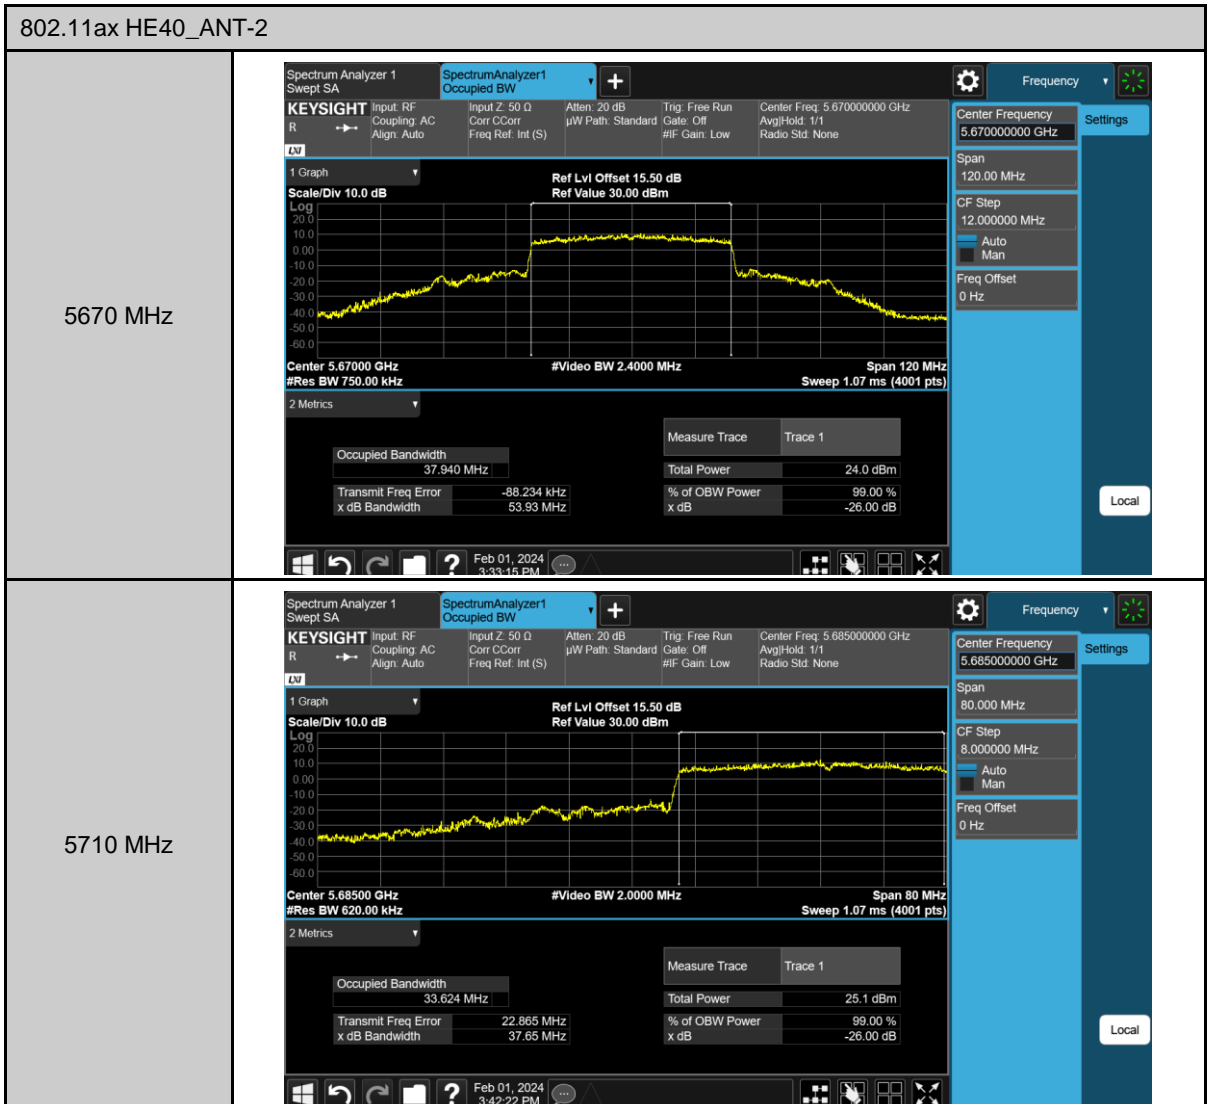 802.11ax HE40_ANT-2
5670 MHz
Spectrum Analyzer 1
Swept SA
SpectrumAnalyzer1
Occupied BW
Frequency
KEYSIGHT
R
LXI
Input: RF
Coupling: AC
Align: Auto
Input Z: 50 Ω
Corr CCorr
Freq Ref: Int (S)
Atten: 20 dB
µW Path: Standard
Trig: Free Run
Gate: Off
#IF Gain: Low
Center Freq: 5.670000000 GHz
Avg|Hold: 1/1
Radio Std: None
Center Frequency
5.670000000 GHz
Settings
Span
120.00 MHz
CF Step
12.000000 MHz
Auto
Man
Freq Offset
0 Hz
Local
1 Graph
Scale/Div 10.0 dB
Ref Lvl Offset 15.50 dB
Ref Value 30.00 dBm
Log
20.0
10.0
0.00
-10.0
-20.0
-30.0
-40.0
-50.0
-60.0
Center 5.67000 GHz
#Video BW 2.4000 MHz
Span 120 MHz
#Res BW 750.00 kHz
Sweep 1.07 ms (4001 pts)
2 Metrics
Measure Trace Trace 1
Occupied Bandwidth
37.940 MHz
Total Power 24.0 dBm
Transmit Freq Error -88.234 kHz
% of OBW Power 99.00 %
x dB Bandwidth 53.93 MHz
x dB -26.00 dB
Feb 01, 2024
3:33:15 PM
5710 MHz
Spectrum Analyzer 1
Swept SA
SpectrumAnalyzer1
Occupied BW
Frequency
KEYSIGHT
R
LXI
Input: RF
Coupling: AC
Align: Auto
Input Z: 50 Ω
Corr CCorr
Freq Ref: Int (S)
Atten: 20 dB
µW Path: Standard
Trig: Free Run
Gate: Off
#IF Gain: Low
Center Freq: 5.685000000 GHz
Avg|Hold: 1/1
Radio Std: None
Center Frequency
5.685000000 GHz
Settings
Span
80.000 MHz
CF Step
8.000000 MHz
Auto
Man
Freq Offset
0 Hz
Local
1 Graph
Scale/Div 10.0 dB
Ref Lvl Offset 15.50 dB
Ref Value 30.00 dBm
Log
20.0
10.0
0.00
-10.0
-20.0
-30.0
-40.0
-50.0
-60.0
Center 5.68500 GHz
#Video BW 2.0000 MHz
Span 80 MHz
#Res BW 620.00 kHz
Sweep 1.07 ms (4001 pts)
2 Metrics
Measure Trace Trace 1
Occupied Bandwidth
33.624 MHz
Total Power 25.1 dBm
Transmit Freq Error 22.865 MHz
% of OBW Power 99.00 %
x dB Bandwidth 37.65 MHz
x dB -26.00 dB
Feb 01, 2024
3:42:22 PM